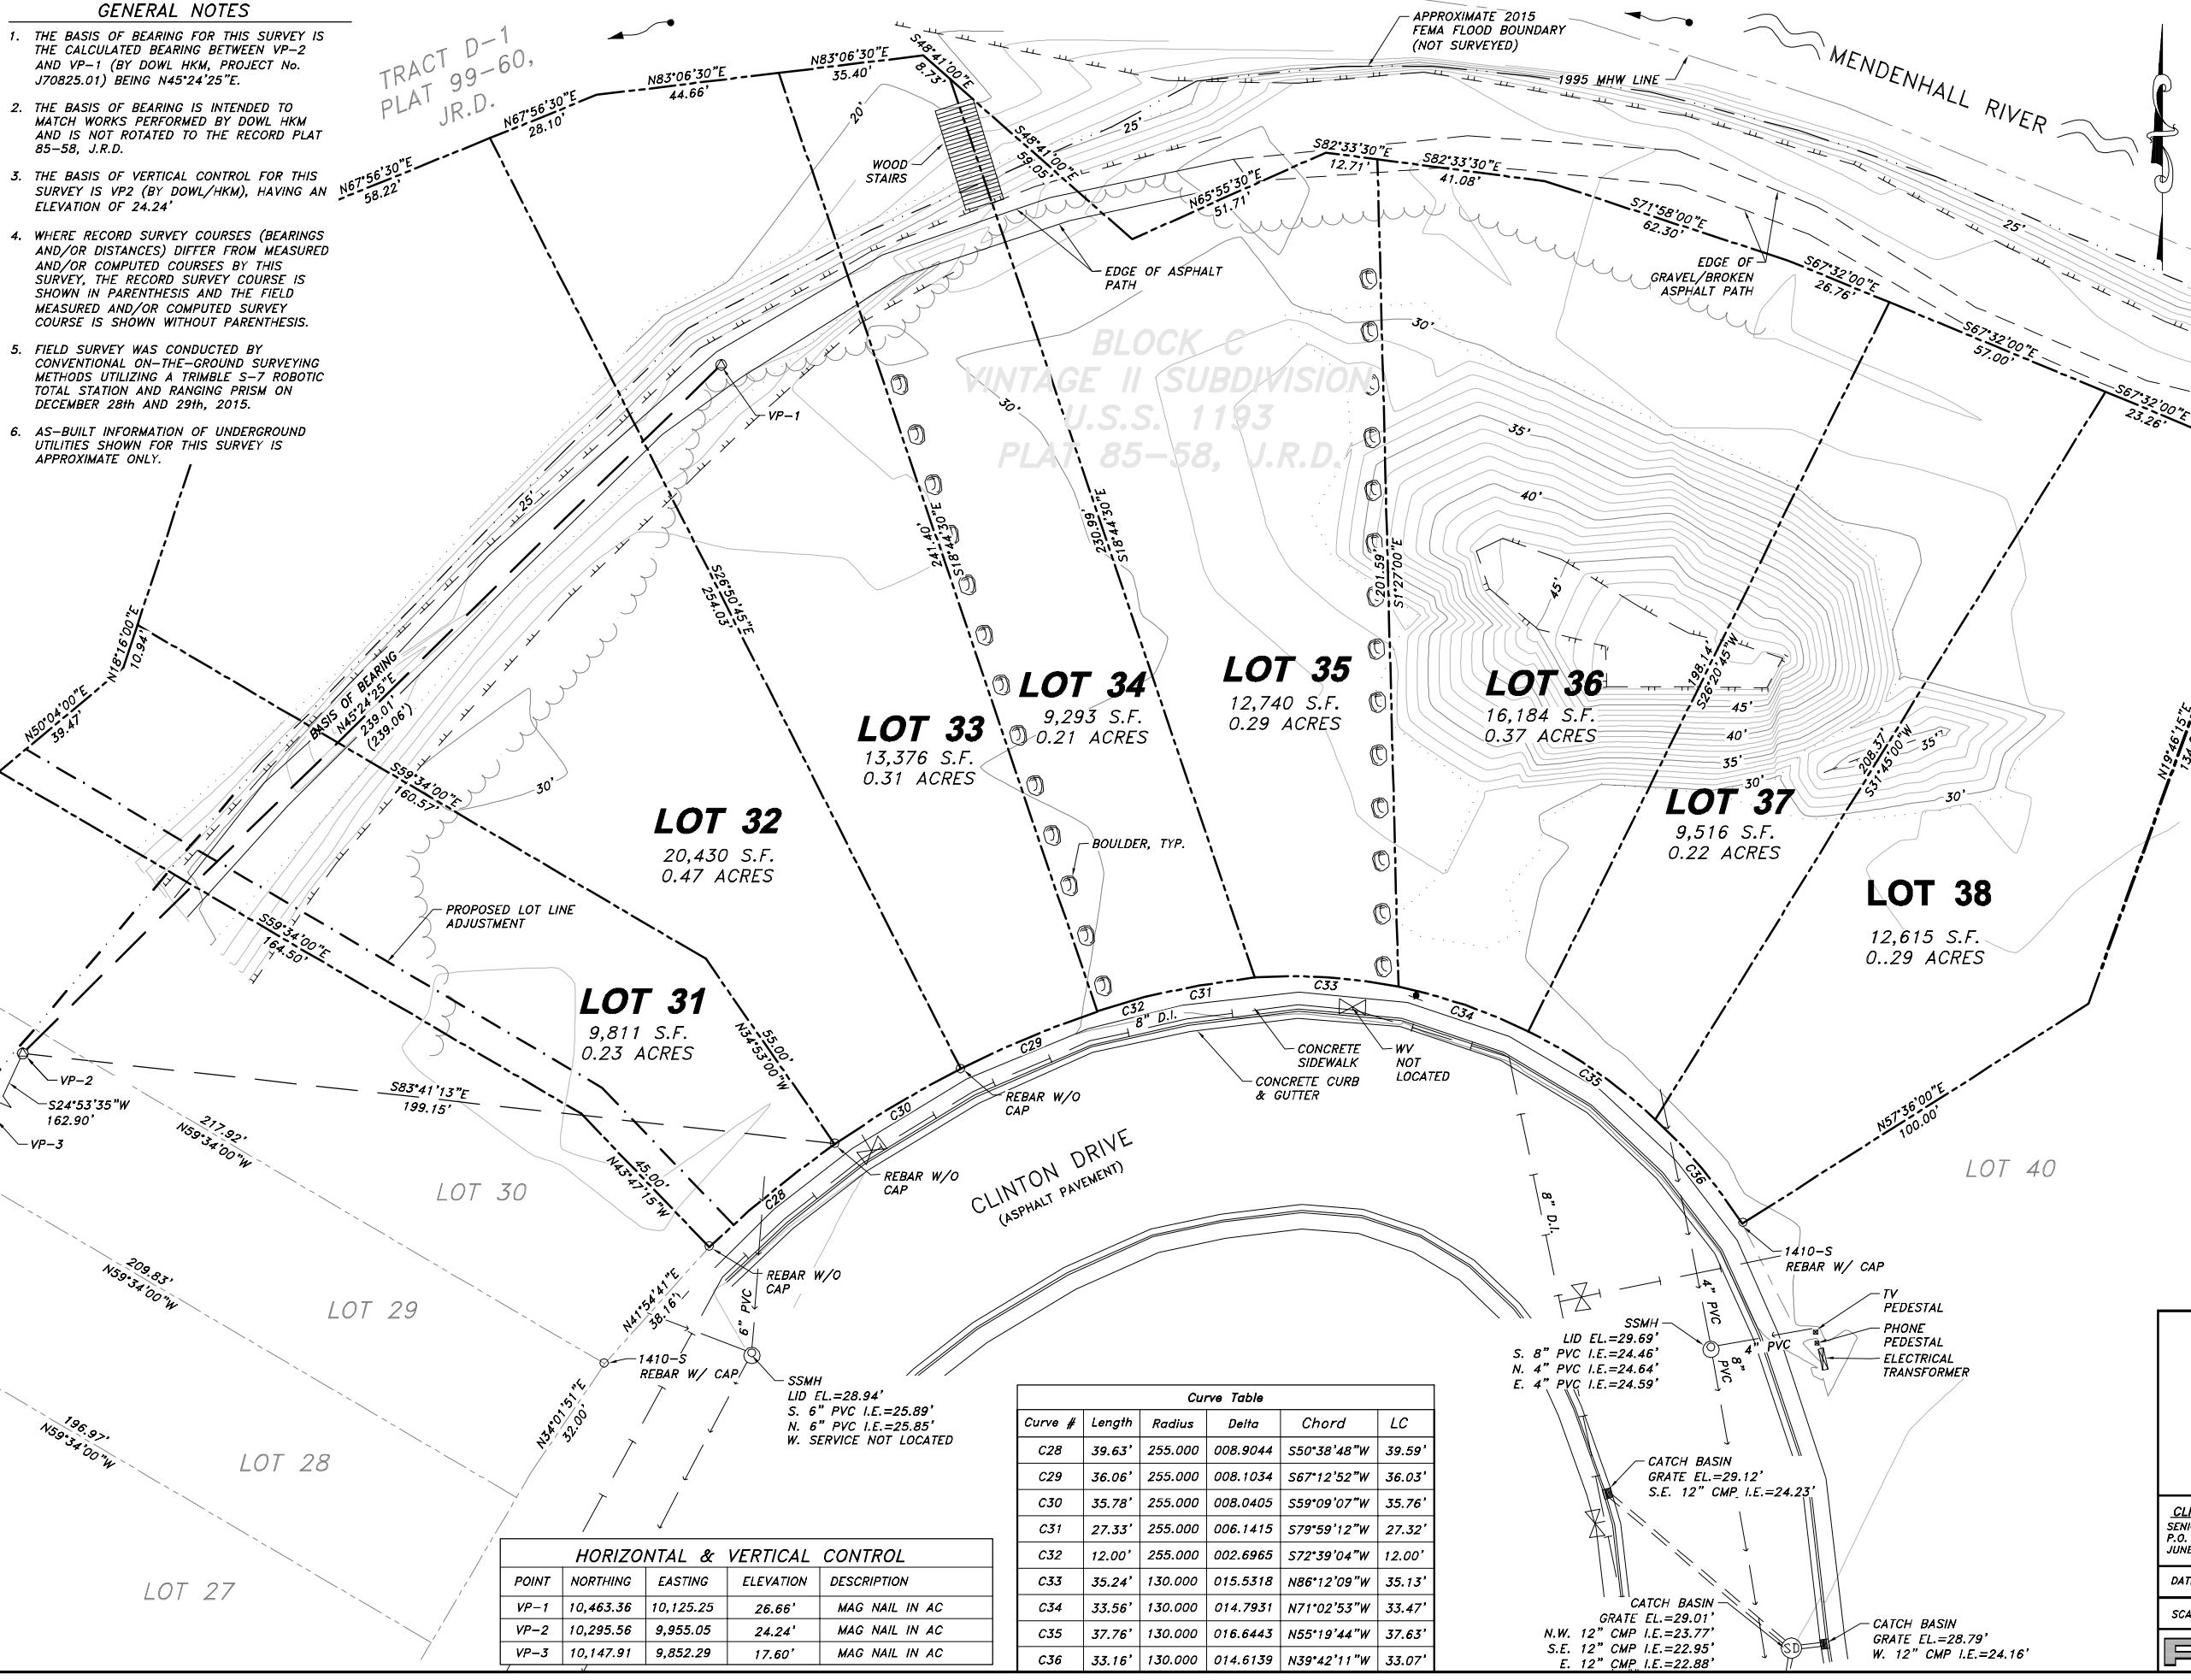 GENERAL NOTES
1. THE BASIS OF BEARING FOR THIS SURVEY IS
THE CALCULATED BEARING BETWEEN VP-2
AND VP-1 (BY DOWL HKM, PROJECT No.
J70825.01) BEING N45°24'25"E.
2. THE BASIS OF BEARING IS INTENDED TO
MATCH WORKS PERFORMED BY DOWL HKM
AND IS NOT ROTATED TO THE RECORD PLAT
85-58, J.R.D.
3. THE BASIS OF VERTICAL CONTROL FOR THIS
SURVEY IS VP2 (BY DOWL/HKM), HAVING AN
ELEVATION OF 24.24'
4. WHERE RECORD SURVEY COURSES (BEARINGS
AND/OR DISTANCES) DIFFER FROM MEASURED
AND/OR COMPUTED COURSES BY THIS
SURVEY, THE RECORD SURVEY COURSE IS
SHOWN IN PARENTHESIS AND THE FIELD
MEASURED AND/OR COMPUTED SURVEY
COURSE IS SHOWN WITHOUT PARENTHESIS.
5. FIELD SURVEY WAS CONDUCTED BY
CONVENTIONAL ON-THE-GROUND SURVEYING
METHODS UTILIZING A TRIMBLE S-7 ROBOTIC
TOTAL STATION AND RANGING PRISM ON
DECEMBER 28th AND 29th, 2015.
6. AS-BUILT INFORMATION OF UNDERGROUND
UTILITIES SHOWN FOR THIS SURVEY IS
APPROXIMATE ONLY.
TRACT D-1
PLAT 99-60,
JR.D.
N67°56'30"E
58.22'
N67°56'30"E
28.10'
N83°06'30"E
44.66'
N83°06'30"E
35.40'
S48°41'00"E
8.73'
S48°41'00"E
59.05'
N65°55'30"E
51.71'
S82°33'30"E
12.71'
S82°33'30"E
41.08'
S71°58'00"E
62.30'
S67°32'00"E
26.76'
S67°32'00"E
57.00'
S67°32'00"E
23.26'
APPROXIMATE 2015
FEMA FLOOD BOUNDARY
(NOT SURVEYED)
1995 MHW LINE
MENDENHALL RIVER
20'
25'
25'
WOOD
STAIRS
EDGE OF ASPHALT
PATH
EDGE OF
GRAVEL/BROKEN
ASPHALT PATH
BLOCK C
VINTAGE II SUBDIVISION
U.S.S. 1193
PLAT 85-58, J.R.D.
30'
30'
35'
40'
45'
VP-1
25'
N18°16'00"E
10.94'
N50°04'00"E
39.47'
BASIS OF BEARING
N45°24'25"E
239.01'
(239.06')
S59°34'00"E
160.57'
30'
S26°50'45"E
254.03'
241.40'
S18°44'30"E
230.99'
S18°44'30"E
201.59'
S1°27'00"E
198.14'
S26°20'45"W
208.37'
S31°45'00"W
N19°46'15"E
45'
40'
35'
30'
35'
30'
LOT 31
9,811 S.F.
0.23 ACRES
LOT 32
20,430 S.F.
0.47 ACRES
LOT 33
13,376 S.F.
0.31 ACRES
LOT 34
9,293 S.F.
0.21 ACRES
LOT 35
12,740 S.F.
0.29 ACRES
LOT 36
16,184 S.F.
0.37 ACRES
LOT 37
9,516 S.F.
0.22 ACRES
LOT 38
12,615 S.F.
0..29 ACRES
BOULDER, TYP.
PROPOSED LOT LINE
ADJUSTMENT
S59°34'00"E
164.50'
55.00'
N34°53'00"W
VP-2
S24°53'35"W
162.90'
VP-3
S83°41'13"E
199.15'
217.92'
N59°34'00"W
45.00'
N43°47'15"W
209.83'
N59°34'00"W
196.97'
N59°34'00"W
N41°54'41"E
38.16'
N34°01'51"E
32.00'
LOT 30
LOT 29
LOT 28
LOT 27
LOT 40
N57°36'00"E
100.00'
C28
C30
C29
C32
C31
C33
C34
C35
C36
8" D.I.
CONCRETE
SIDEWALK
WV
NOT
LOCATED
CONCRETE CURB
& GUTTER
REBAR W/O
CAP
REBAR W/O
CAP
REBAR W/O
CAP
CLINTON DRIVE
(ASPHALT PAVEMENT)
8" D.I.
1410-S
REBAR W/ CAP
1410-S
REBAR W/ CAP
6" PVC
SSMH
LID EL.=28.94'
S. 6" PVC I.E.=25.89'
N. 6" PVC I.E.=25.85'
W. SERVICE NOT LOCATED
SSMH
LID EL.=29.69'
S. 8" PVC I.E.=24.46'
N. 4" PVC I.E.=24.64'
E. 4" PVC I.E.=24.59'
4" PVC
4" PVC
8" PVC
TV
PEDESTAL
PHONE
PEDESTAL
ELECTRICAL
TRANSFORMER
CATCH BASIN
GRATE EL.=29.12'
S.E. 12" CMP I.E.=24.23'
CATCH BASIN
GRATE EL.=29.01'
N.W. 12" CMP I.E.=23.77'
S.E. 12" CMP I.E.=22.95'
E. 12" CMP I.E.=22.88'
SD
CATCH BASIN
GRATE EL.=28.79'
W. 12" CMP I.E.=24.16'
HORIZONTAL & VERTICAL CONTROL
POINT NORTHING EASTING ELEVATION DESCRIPTION
VP-1 10,463.36 10,125.25 26.66' MAG NAIL IN AC
VP-2 10,295.56 9,955.05 24.24' MAG NAIL IN AC
VP-3 10,147.91 9,852.29 17.60' MAG NAIL IN AC
Curve Table
Curve # Length Radius Delta Chord LC
C28 39.63' 255.000 008.9044 S50°38'48"W 39.59'
C29 36.06' 255.000 008.1034 S67°12'52"W 36.03'
C30 35.78' 255.000 008.0405 S59°09'07"W 35.76'
C31 27.33' 255.000 006.1415 S79°59'12"W 27.32'
C32 12.00' 255.000 002.6965 S72°39'04"W 12.00'
C33 35.24' 130.000 015.5318 N86°12'09"W 35.13'
C34 33.56' 130.000 014.7931 N71°02'53"W 33.47'
C35 37.76' 130.000 016.6443 N55°19'44"W 37.63'
C36 33.16' 130.000 014.6139 N39°42'11"W 33.07'
P.O.